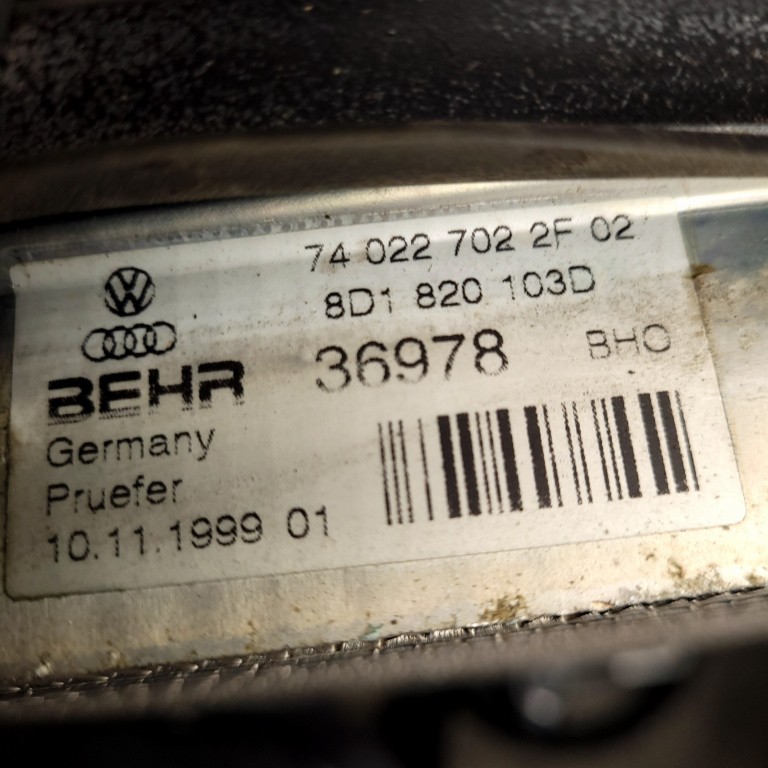 74 022 702 2F 02
8D1 820 103D
36978 BHO
BEHR
Germany
Pruefer
10.11.1999 01